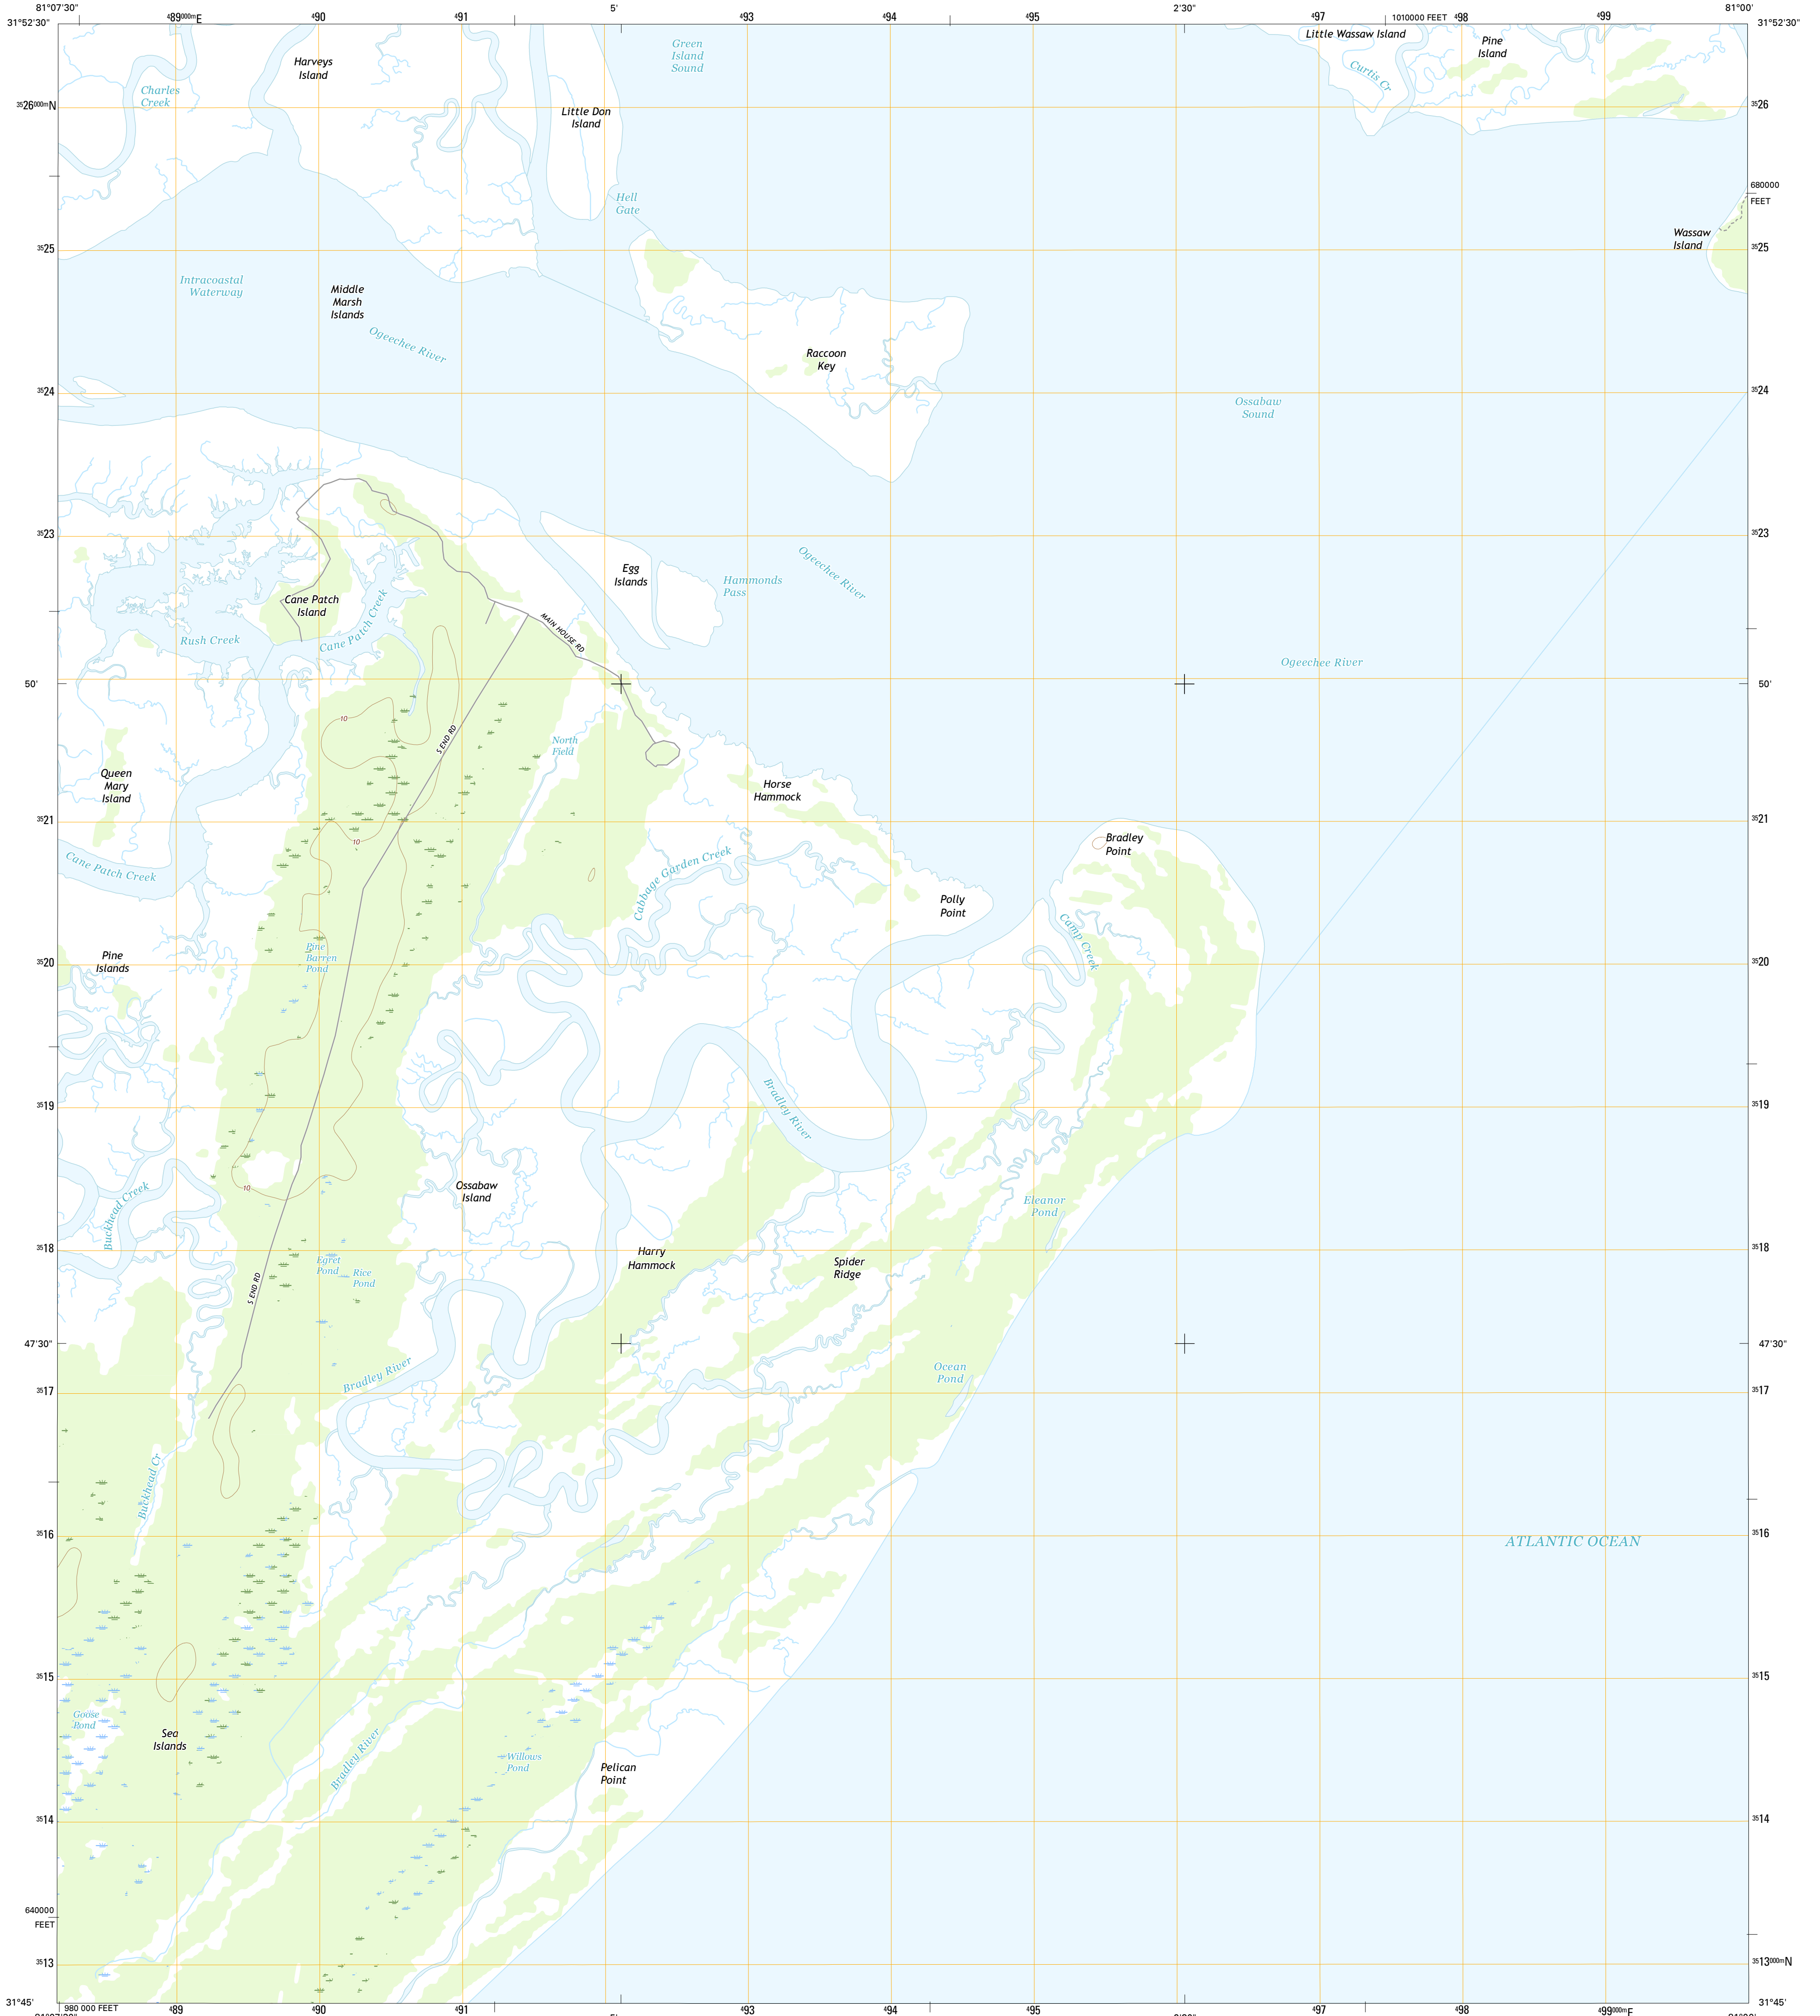 81°07'30"
⁴89⁰⁰⁰ᵐE
⁴90
⁴91
5'
⁴93
⁴94
⁴95
2'30"
⁴97
1010000 FEET
⁴98
⁴99
81°00'
31°52'30"
31°52'30"
Harveys
Island
Charles
Creek
Green
Island
Sound
Little Don
Island
Little Wassaw Island
Curtis Cr
Pine
Island
³⁵26⁰⁰⁰ᵐN
³⁵26
680000
FEET
Hell
Gate
Wassaw
Island
³⁵25
³⁵25
Intracoastal
Waterway
Middle
Marsh
Islands
Ogeechee River
Raccoon
Key
³⁵24
³⁵24
Ossabaw
Sound
³⁵23
³⁵23
Egg
Islands
Hammonds
Pass
Ogeechee River
Cane Patch
Island
Rush Creek
Cane Patch Creek
MAIN HOUSE RD
Ogeechee River
50'
50'
10
S END RD
North
Field
Queen
Mary
Island
Horse
Hammock
³⁵21
³⁵21
10
Bradley
Point
Cane Patch Creek
Cabbage Garden Creek
Polly
Point
Camp Creek
Pine
Islands
Pine
Barren
Pond
³⁵20
³⁵20
³⁵19
³⁵19
Bradley River
10
Ossabaw
Island
Buckhead Creek
Eleanor
Pond
³⁵18
³⁵18
Egret
Pond
Rice
Pond
Harry
Hammock
Spider
Ridge
S END RD
47'30"
47'30"
Bradley River
Ocean
Pond
³⁵17
³⁵17
Buckhead Cr
³⁵16
³⁵16
ATLANTIC OCEAN
³⁵15
³⁵15
Goose
Pond
Sea
Islands
Bradley River
Willows
Pond
Pelican
Point
³⁵14
³⁵14
640000
FEET
³⁵13
³⁵13⁰⁰⁰ᵐN
31°45'
31°45'
980 000 FEET
⁴89
⁴90
⁴91
⁴93
⁴94
⁴95
⁴97
⁴98
⁴99⁰⁰⁰ᵐE